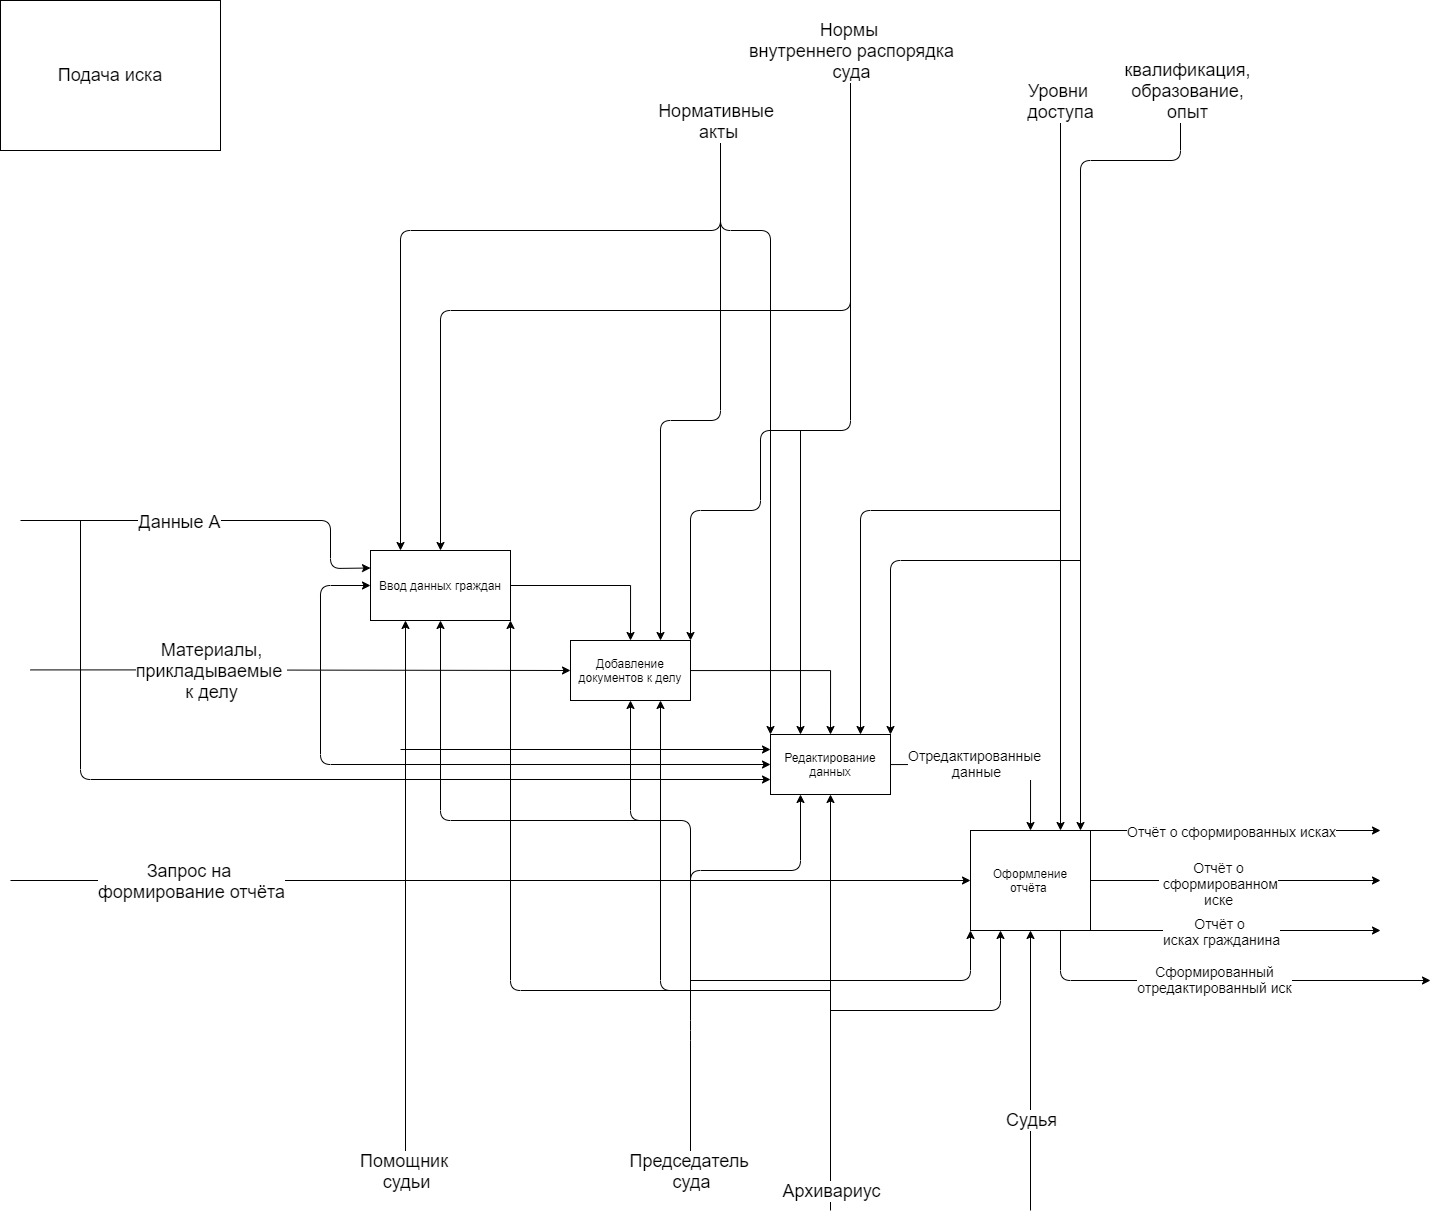 Подача иска
Нормы
внутреннего распорядка
суда
квалификация,
образование,
опыт
Уровни
доступа
Нормативные
акты
Данные А
Ввод данных граждан
Материалы,
прикладываемые
к делу
Добавление
документов к делу
Редактирование
данных
Отредактированные
данные
Отчёт о сформированных исках
Запрос на
формирование отчёта
Оформление
отчёта
Отчёт о
сформированном
иске
Отчёт о
исках гражданина
Сформированный
отредактированный иск
Судья
Помощник
судьи
Председатель
суда
Архивариус